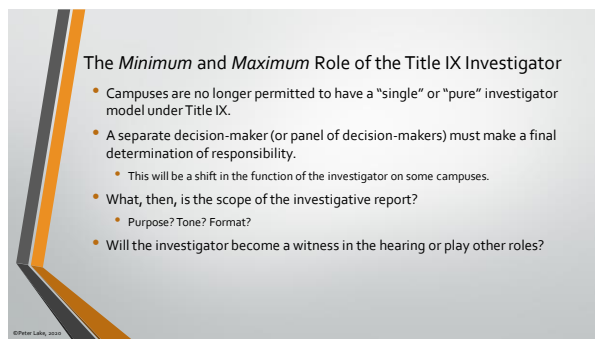 The Minimum and Maximum Role of the Title IX Investigator
• Campuses are no longer permitted to have a “single” or “pure” investigator
model under Title IX.
• A separate decision-maker (or panel of decision-makers) must make a final
determination of responsibility.
• This will be a shift in the function of the investigator on some campuses.
• What, then, is the scope of the investigative report?
• Purpose? Tone? Format?
• Will the investigator become a witness in the hearing or play other roles?
©Peter Lake, 2020